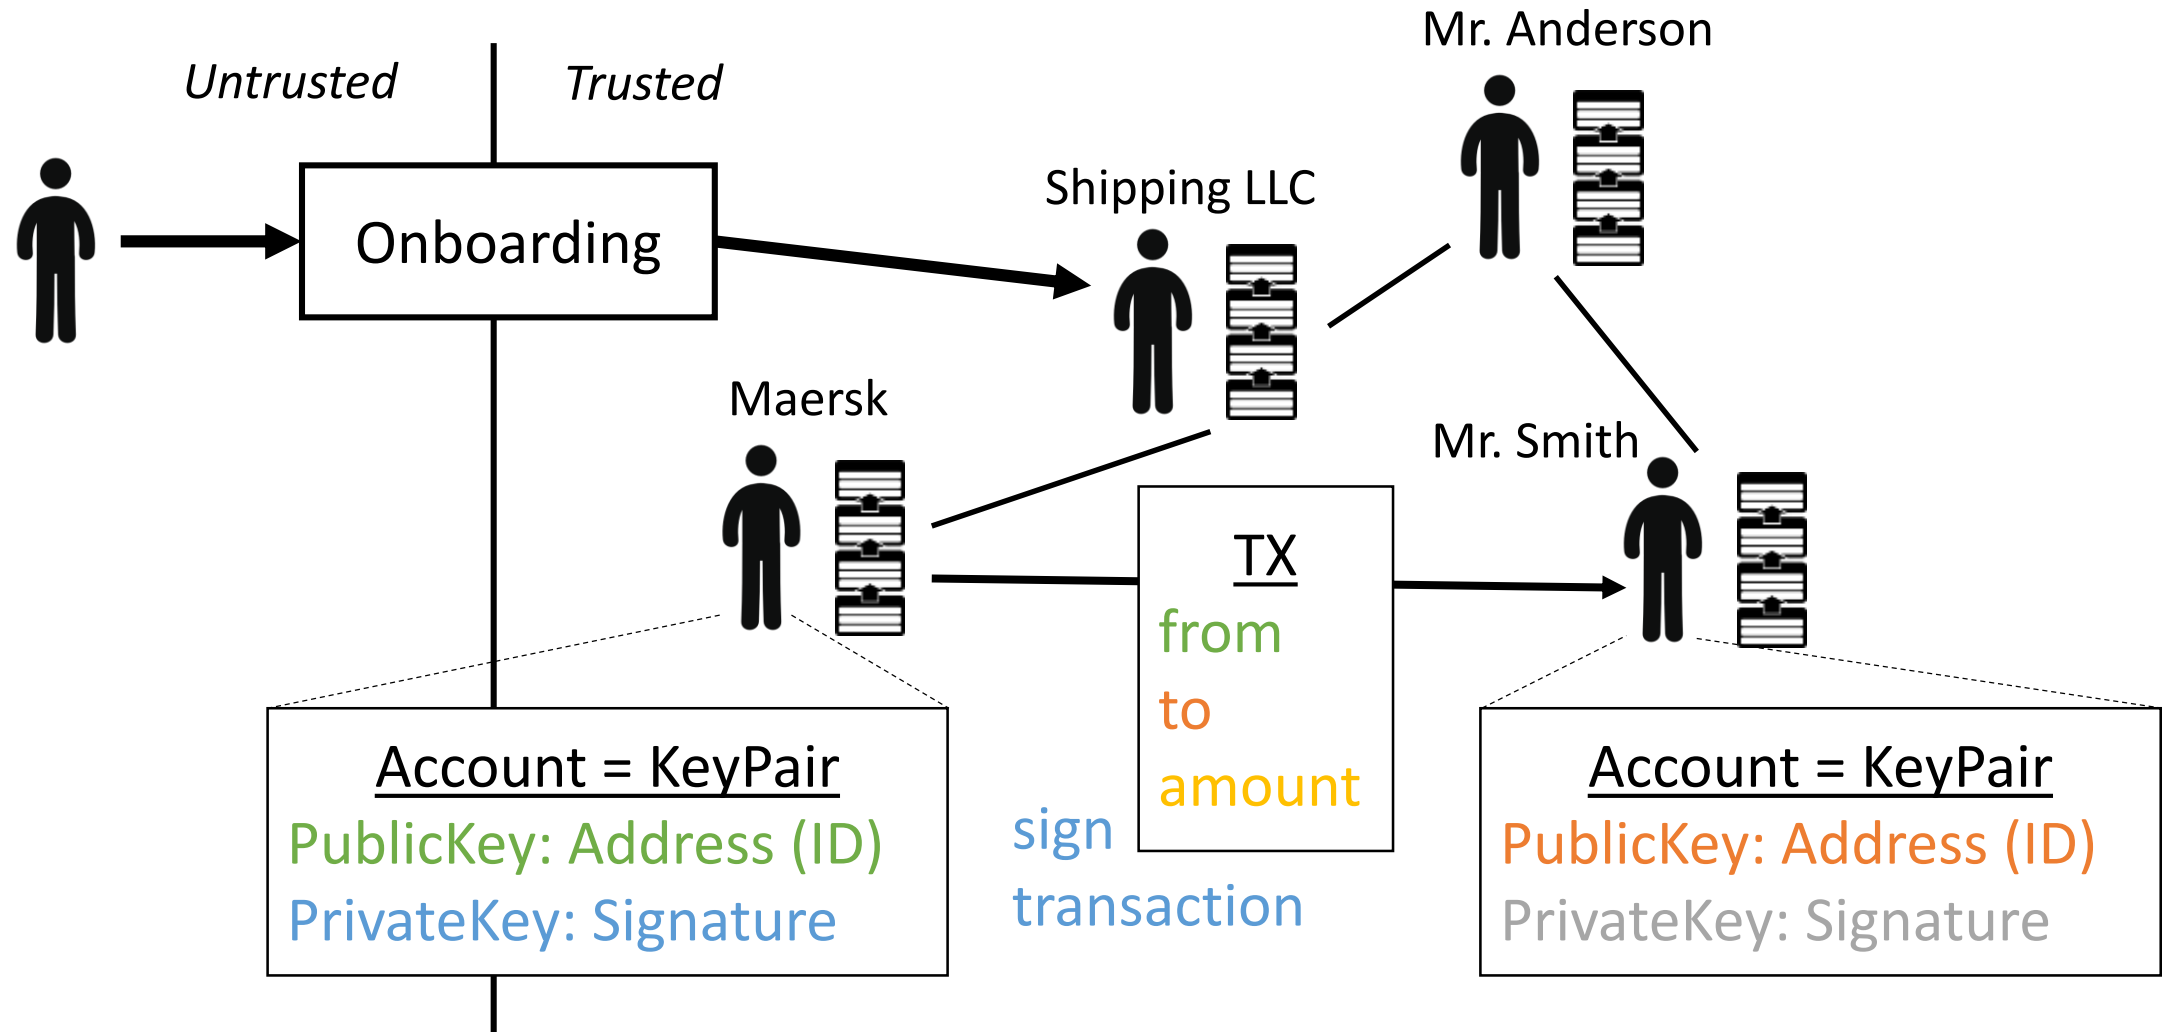 Untrusted
Trusted
Mr. Anderson
Shipping LLC
Onboarding
Maersk
Mr. Smith
TX
from
to
amount
sign
transaction
Account = KeyPair
PublicKey: Address (ID)
PrivateKey: Signature
Account = KeyPair
PublicKey: Address (ID)
PrivateKey: Signature